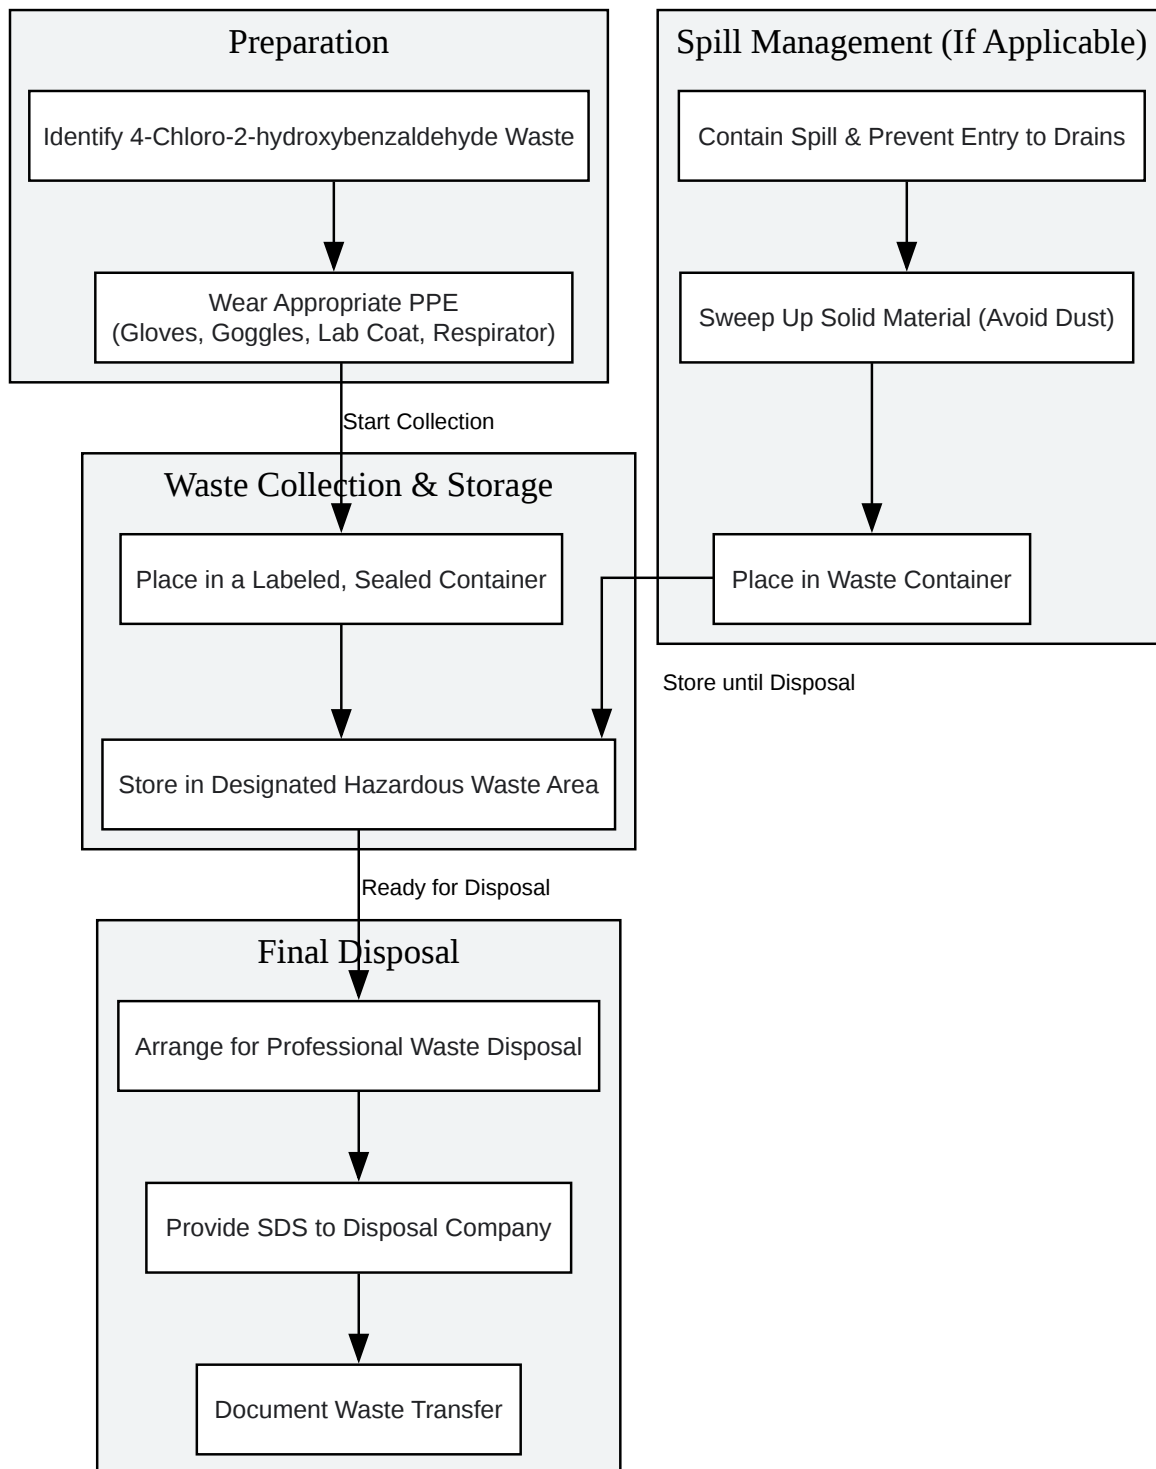 Preparation
Identify 4-Chloro-2-hydroxybenzaldehyde Waste
Wear Appropriate PPE
(Gloves, Goggles, Lab Coat, Respirator)
Start Collection
Waste Collection & Storage
Place in a Labeled, Sealed Container
Store in Designated Hazardous Waste Area
Ready for Disposal
Final Disposal
Arrange for Professional Waste Disposal
Provide SDS to Disposal Company
Document Waste Transfer
Spill Management (If Applicable)
Contain Spill & Prevent Entry to Drains
Sweep Up Solid Material (Avoid Dust)
Place in Waste Container
Store until Disposal